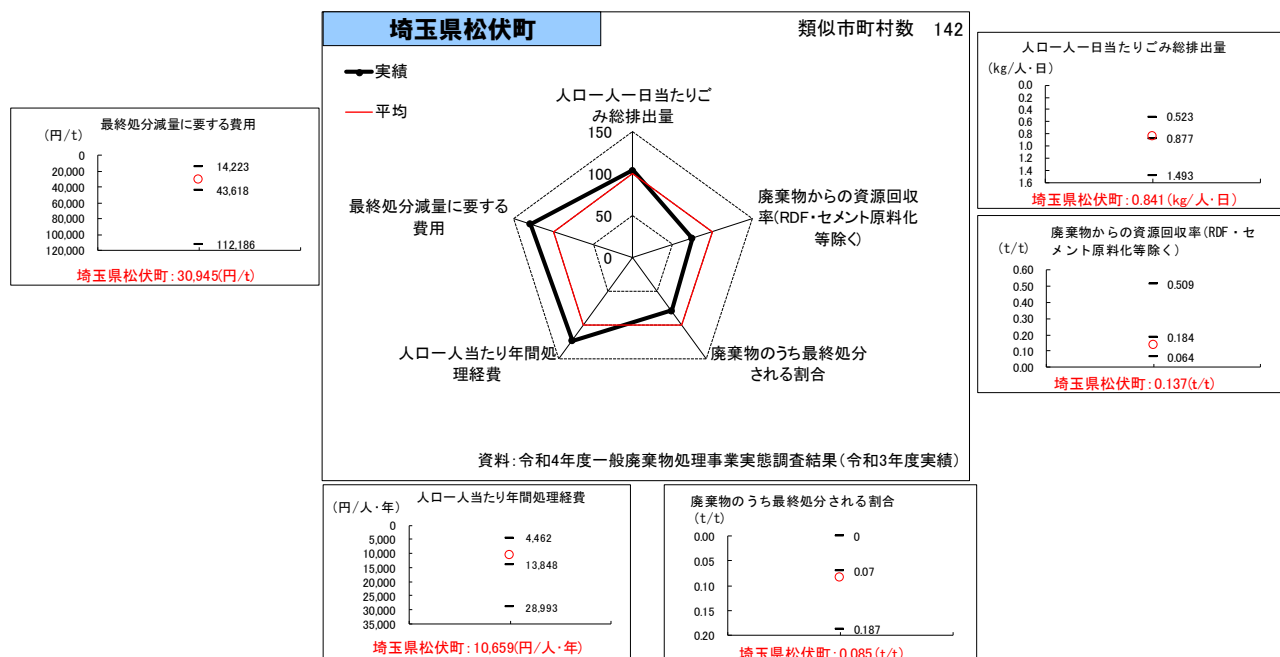 埼玉県松伏町
類似市町村数 142
実績
平均
人口一人一日当たりご
み総排出量
150
100
50
0
廃棄物からの資源回収
率(RDF・セメント原料化
等除く)
廃棄物のうち最終処分
される割合
人口一人当たり年間処
理経費
最終処分減量に要する
費用
資料:令和4年度一般廃棄物処理事業実態調査結果(令和3年度実績)
最終処分減量に要する費用
(円/t)
0
20,000
40,000
60,000
80,000
100,000
120,000
14,223
43,618
112,186
埼玉県松伏町:30,945(円/t)
人口一人一日当たりごみ総排出量
(kg/人・日)
0.0
0.2
0.4
0.6
0.8
1.0
1.2
1.4
1.6
0.523
0.877
1.493
埼玉県松伏町:0.841(kg/人・日)
廃棄物からの資源回収率(RDF・セ
メント原料化等除く)
(t/t)
0.60
0.50
0.40
0.30
0.20
0.10
0.00
0.509
0.184
0.064
埼玉県松伏町:0.137(t/t)
人口一人当たり年間処理経費
(円/人・年)
0
5,000
10,000
15,000
20,000
25,000
30,000
35,000
4,462
13,848
28,993
埼玉県松伏町:10,659(円/人・年)
廃棄物のうち最終処分される割合
(t/t)
0.00
0.05
0.10
0.15
0.20
0
0.07
0.187
埼玉県松伏町:0.085(t/t)